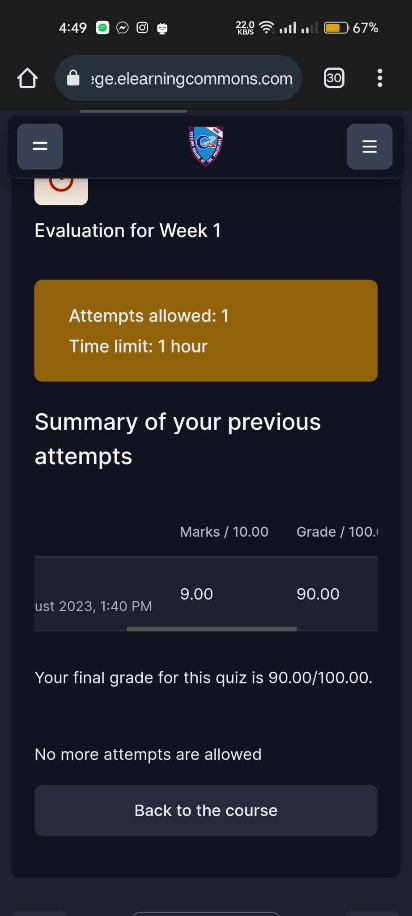 4:49
22.0 KB/S
67%
ege.elearningcommons.com
30
Evaluation for Week 1
Attempts allowed: 1
Time limit: 1 hour
Summary of your previous
attempts
Marks / 10.00 Grade / 100.
ust 2023, 1:40 PM 9.00 90.00
Your final grade for this quiz is 90.00/100.00.
No more attempts are allowed
Back to the course